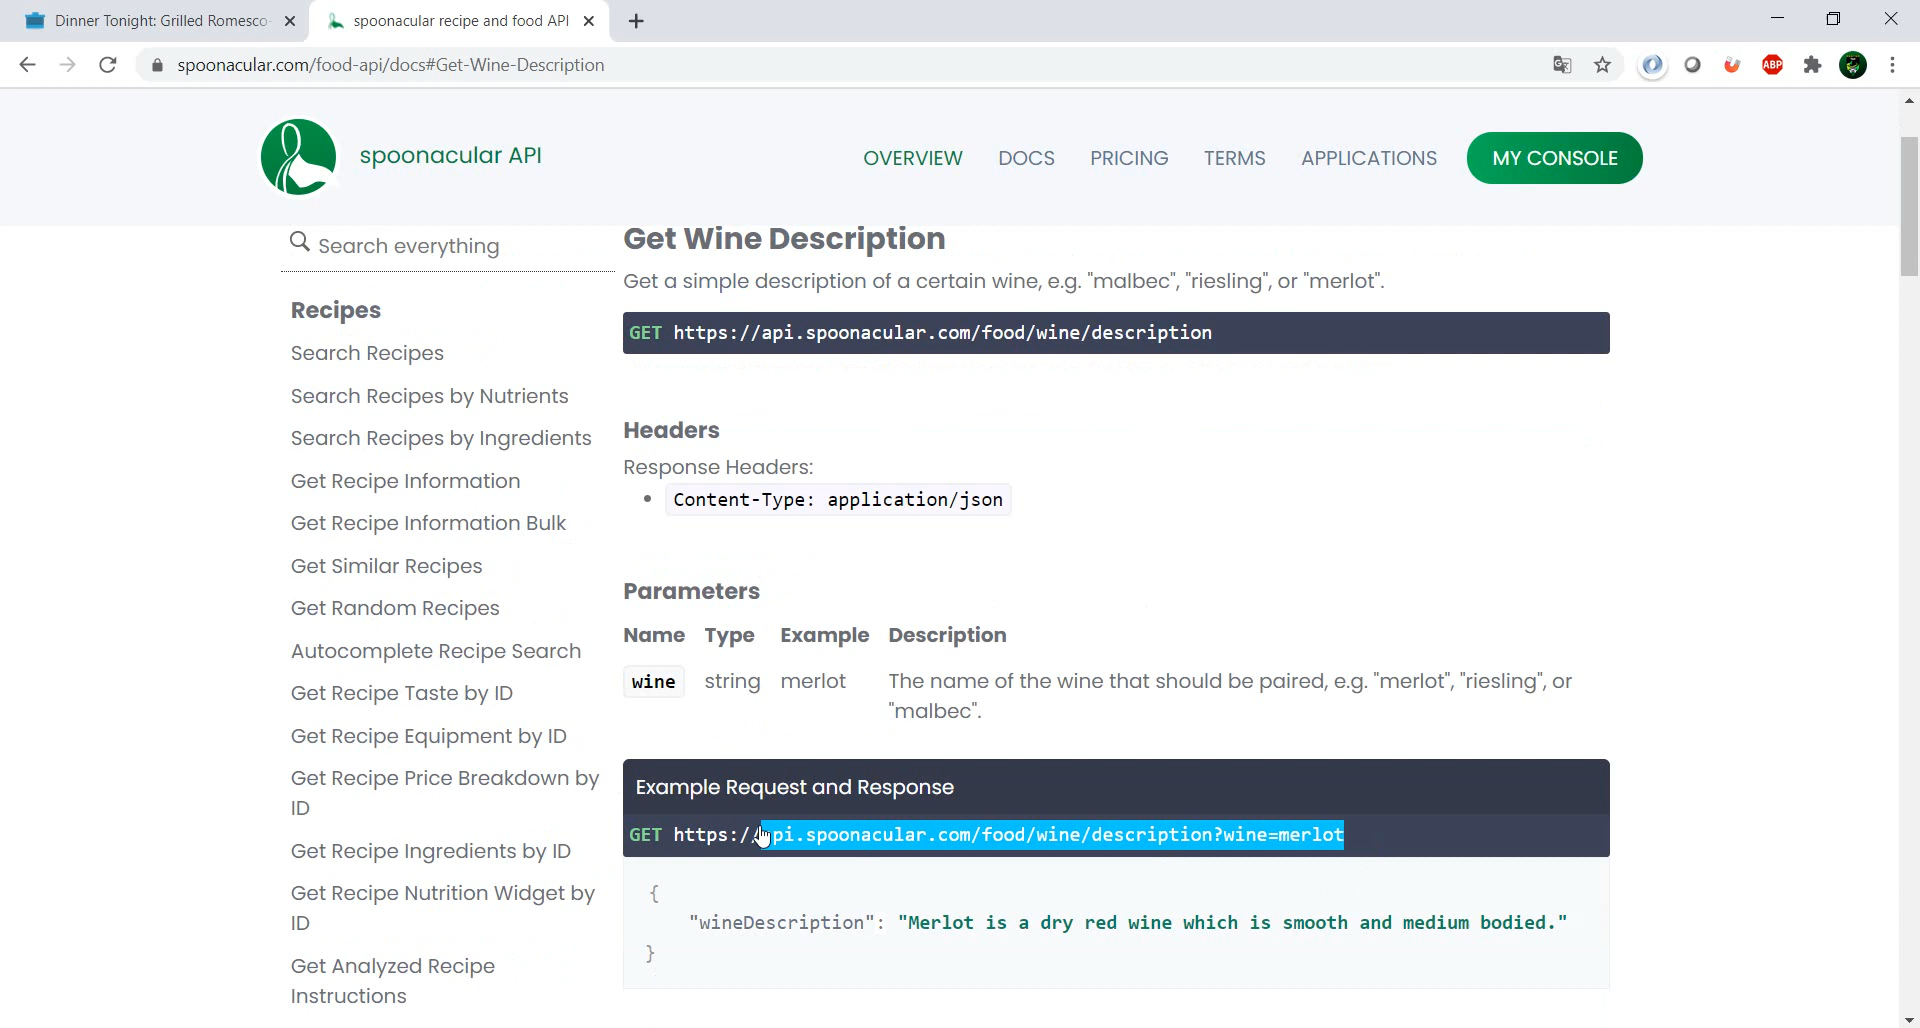 Dinner Tonight: Grilled Romesco-
spoonacular recipe and food API
spoonacular.com/food-api/docs#Get-Wine-Description
ABP
spoonacular API
OVERVIEW
DOCS
PRICING
TERMS
APPLICATIONS
MY CONSOLE
Search everything
Recipes
Search Recipes
Search Recipes by Nutrients
Search Recipes by Ingredients
Get Recipe Information
Get Recipe Information Bulk
Get Similar Recipes
Get Random Recipes
Autocomplete Recipe Search
Get Recipe Taste by ID
Get Recipe Equipment by ID
Get Recipe Price Breakdown by
ID
Get Recipe Ingredients by ID
Get Recipe Nutrition Widget by
ID
Get Analyzed Recipe
Instructions
Get Wine Description
Get a simple description of a certain wine, e.g. "malbec", "riesling", or "merlot".
GET https://api.spoonacular.com/food/wine/description
Headers
Response Headers:
• Content-Type: application/json
Parameters
Name Type Example Description
wine string merlot The name of the wine that should be paired, e.g. "merlot", "riesling", or
"malbec".
Example Request and Response
GET https://api.spoonacular.com/food/wine/description?wine=merlot
{
"wineDescription": "Merlot is a dry red wine which is smooth and medium bodied."
}